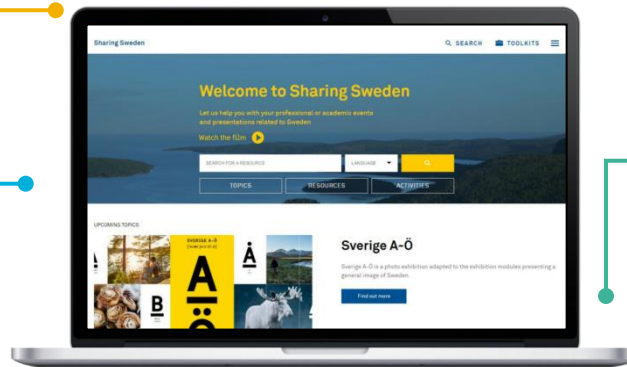 Sharing Sweden
SEARCH
TOOLKITS
Welcome to Sharing Sweden
Let us help you with your professional or academic events
and presentations related to Sweden
Watch the film
SEARCH FOR A RESOURCE
LANGUAGE
TOPICS
RESOURCES
ACTIVITIES
UPCOMING TOPICS:
SVERIGE A–Ö
A
Ö
Å
B
Sverige A-Ö
Sverige A-Ö is a photo exhibition adapted to the exhibition modules presenting a
general image of Sweden.
Find out more